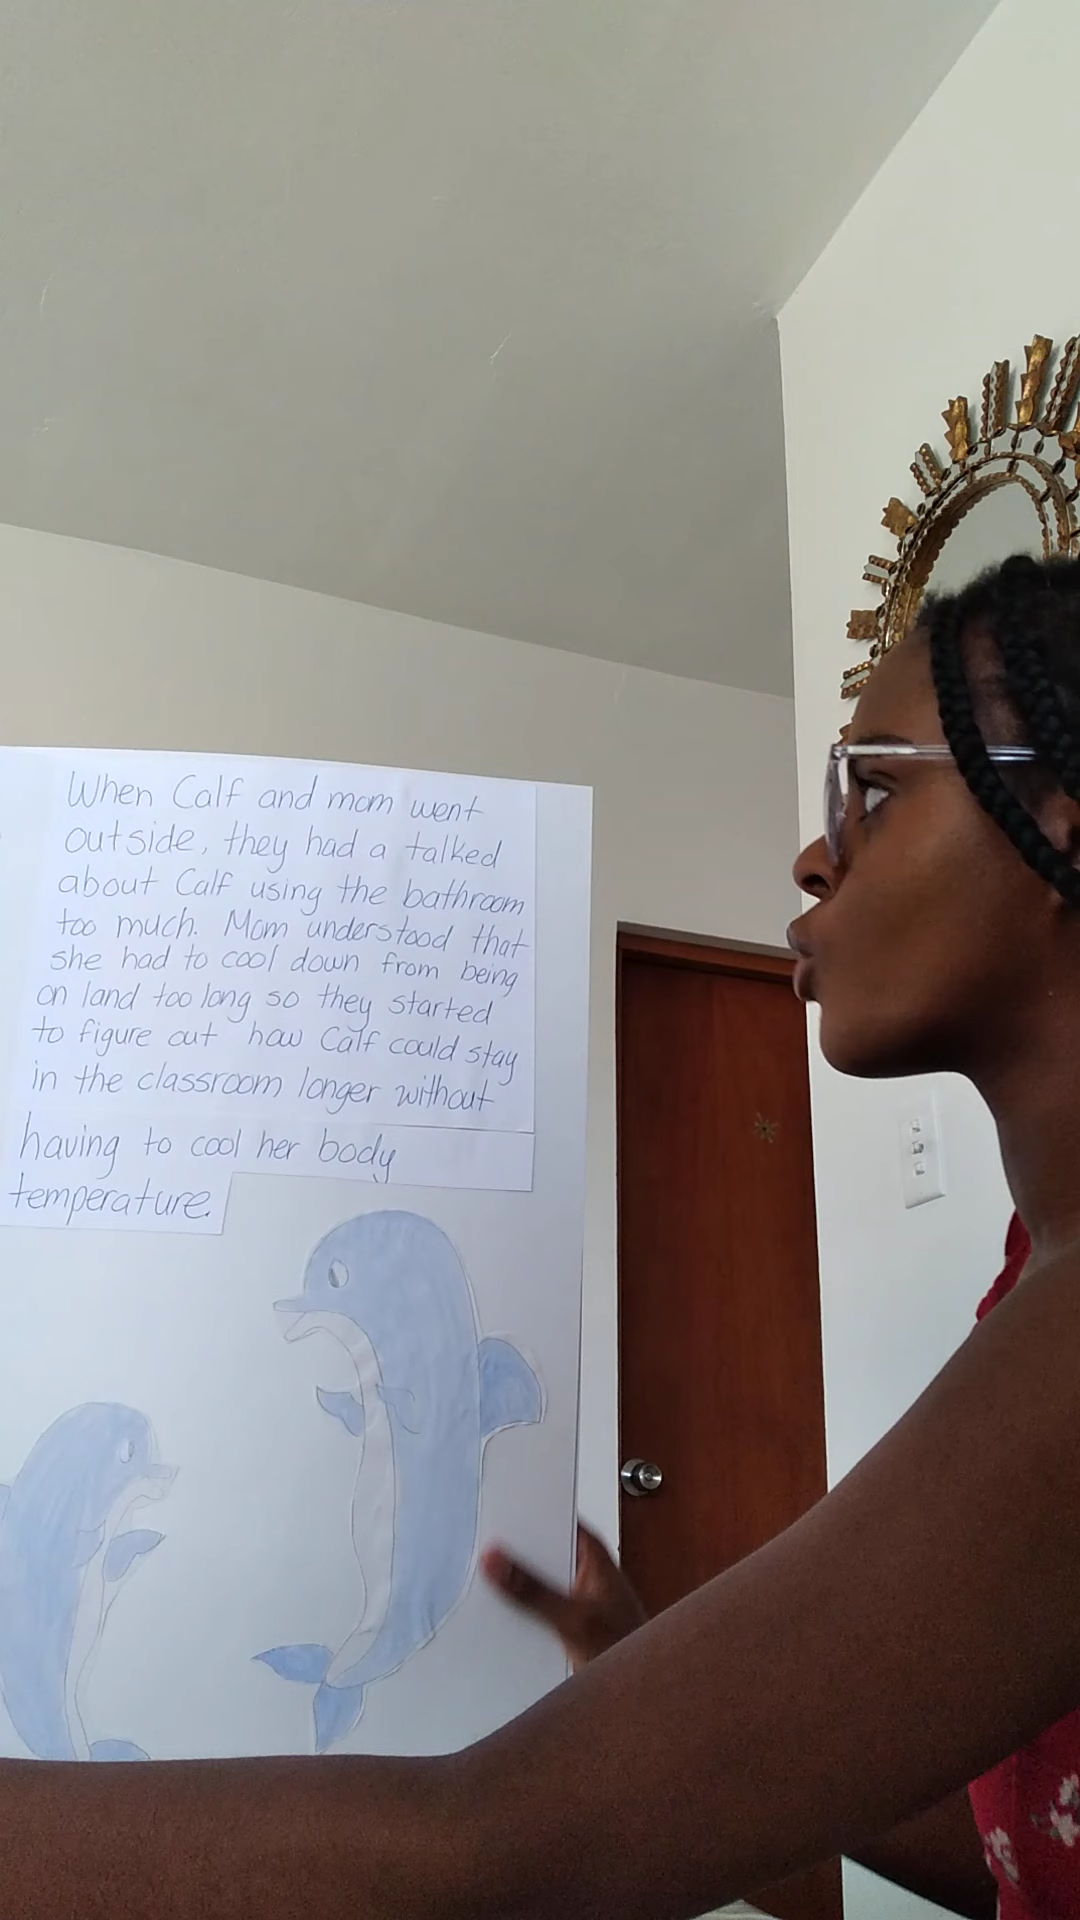 When Calf and mom went
outside, they had a talked
about Calf using the bathroom
too much. Mom understood that
she had to cool down from being
on land too long so they started
to figure out how Calf could stay
in the classroom longer without
having to cool her body
temperature.